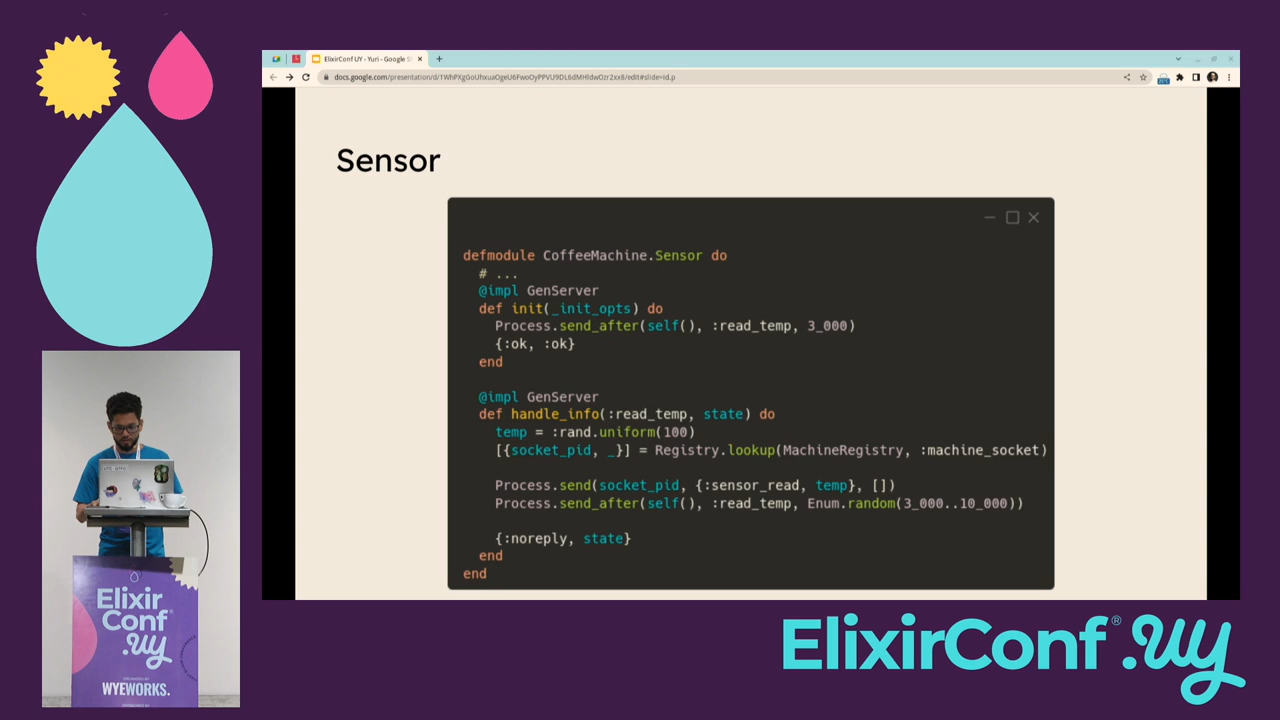 ElixirConf UY - Yuri - Google Sl
docs.google.com/presentation/d/1WhPXgGoUhxuaOgeU6FwoOyPPVU9DL6dMHldwOzr2xx8/edit#slide=id.p
Sensor
defmodule CoffeeMachine.Sensor do
# ...
@impl GenServer
def init(_init_opts) do
Process.send_after(self(), :read_temp, 3_000)
{:ok, :ok}
end
@impl GenServer
def handle_info(:read_temp, state) do
temp = :rand.uniform(100)
[{socket_pid, _}] = Registry.lookup(MachineRegistry, :machine_socket)
Process.send(socket_pid, {:sensor_read, temp}, [])
Process.send_after(self(), :read_temp, Enum.random(3_000..10_000))
{:noreply, state}
end
end
Elixir
Conf®
.uy
WYEWORKS.
ElixirConf® .uy